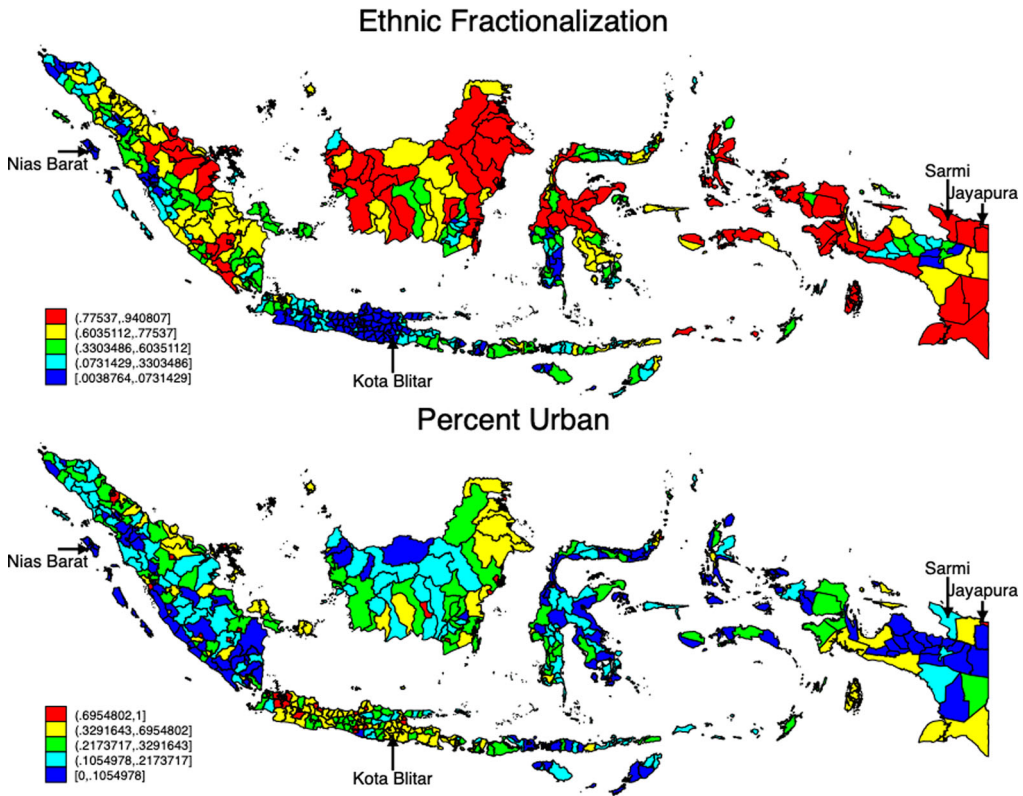 Ethnic Fractionalization
Nias Barat
Sarmi
Jayapura
(.77537,.940807]
(.6035112,.77537]
(.3303486,.6035112]
(.0731429,.3303486]
[.0038764,.0731429]
Kota Blitar
Percent Urban
Nias Barat
Sarmi
Jayapura
(.6954802,1]
(.3291643,.6954802]
(.2173717,.3291643]
(.1054978,.2173717]
[0,.1054978]
Kota Blitar